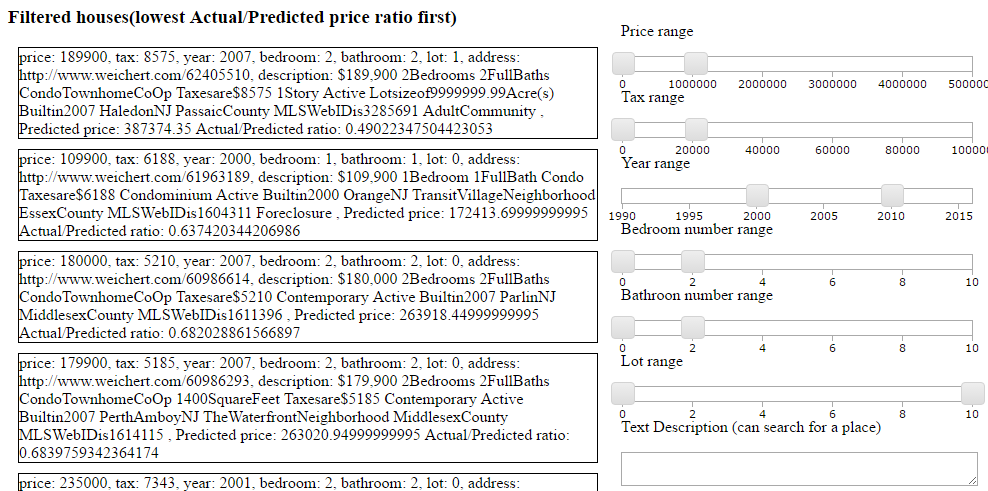 Filtered houses(lowest Actual/Predicted price ratio first)
price: 189900, tax: 8575, year: 2007, bedroom: 2, bathroom: 2, lot: 1, address:
http://www.weichert.com/62405510, description: $189,900 2Bedrooms 2FullBaths
CondoTownhomeCoOp Taxesare$8575 1Story Active Lotsizeof9999999.99Acre(s)
Builtin2007 HaledonNJ PassaicCounty MLSWebIDis3285691 AdultCommunity ,
Predicted price: 387374.35 Actual/Predicted ratio: 0.49022347504423053
price: 109900, tax: 6188, year: 2000, bedroom: 1, bathroom: 1, lot: 0, address:
http://www.weichert.com/61963189, description: $109,900 1Bedroom 1FullBath Condo
Taxesare$6188 Condominium Active Builtin2000 OrangeNJ TransitVillageNeighborhood
EssexCounty MLSWebIDis1604311 Foreclosure , Predicted price: 172413.69999999995
Actual/Predicted ratio: 0.637420344206986
price: 180000, tax: 5210, year: 2007, bedroom: 2, bathroom: 2, lot: 0, address:
http://www.weichert.com/60986614, description: $180,000 2Bedrooms 2FullBaths
CondoTownhomeCoOp Taxesare$5210 Contemporary Active Builtin2007 ParlinNJ
MiddlesexCounty MLSWebIDis1611396 , Predicted price: 263918.44999999995
Actual/Predicted ratio: 0.682028861566897
price: 179900, tax: 5185, year: 2007, bedroom: 2, bathroom: 2, lot: 0, address:
http://www.weichert.com/60986293, description: $179,900 2Bedrooms 2FullBaths
CondoTownhomeCoOp 1400SquareFeet Taxesare$5185 Contemporary Active
Builtin2007 PerthAmboyNJ TheWaterfrontNeighborhood MiddlesexCounty
MLSWebIDis1614115 , Predicted price: 263020.94999999995 Actual/Predicted ratio:
0.6839759342364174
price: 235000, tax: 7343, year: 2001, bedroom: 2, bathroom: 2, lot: 0, address:
Price range
0 1000000 2000000 3000000 4000000 500000
Tax range
0 20000 40000 60000 80000 10000
Year range
1990 1995 2000 2005 2010 2015
Bedroom number range
0 2 4 6 8 10
Bathroon number range
0 2 4 6 8 10
Lot range
0 2 4 6 8 10
Text Description (can search for a place)